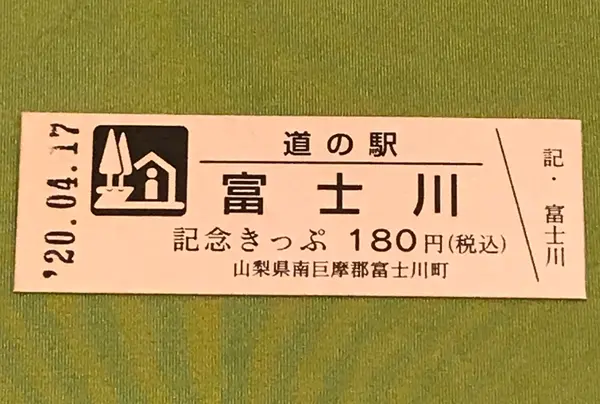 '20.04.17
道の駅
富士川
記念きっぷ 180円(税込)
山梨県南巨摩郡富士川町
記・富士川